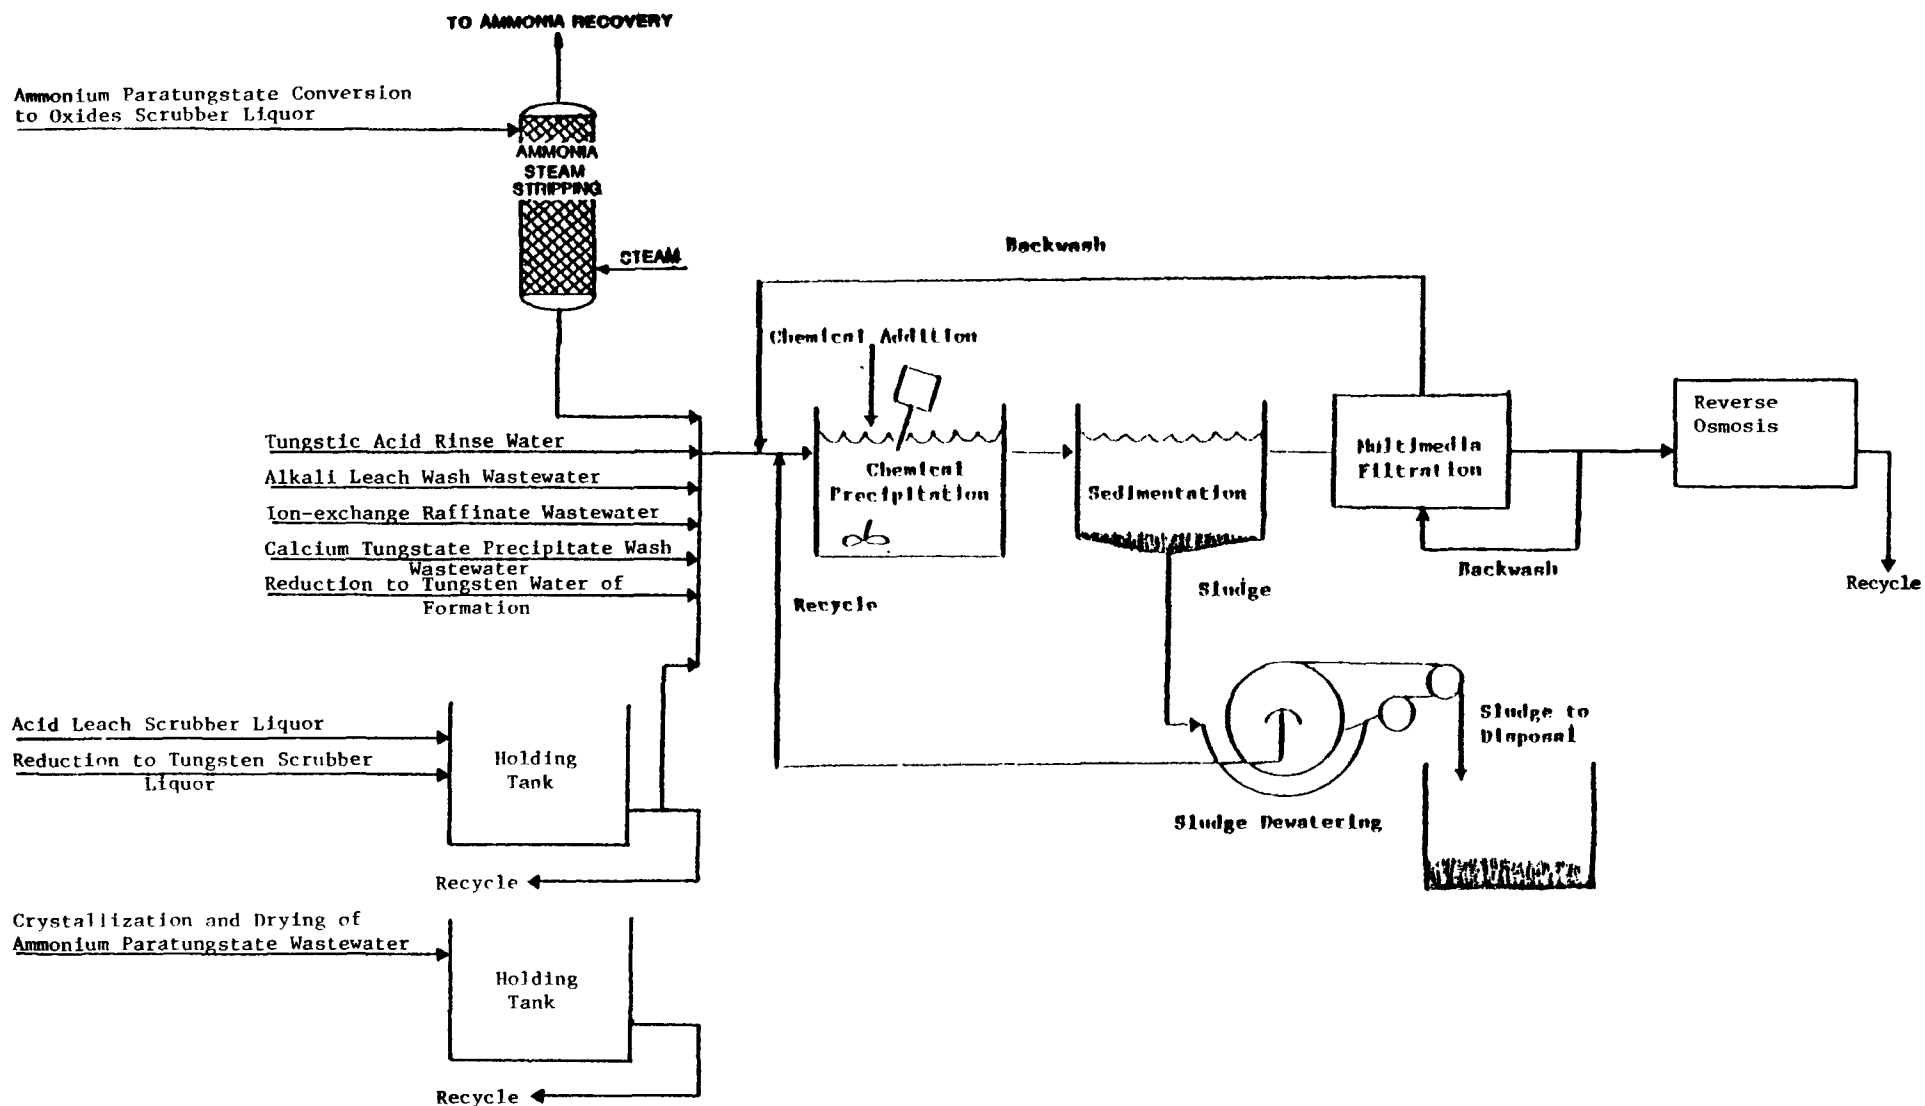 TO AMMONIA RECOVERY
Ammonium Paratungstate Conversion
to Oxides Scrubber Liquor
AMMONIA
STEAM
STRIPPING
STEAM
Backwash
Chemical Addition
Tungstic Acid Rinse Water
Alkali Leach Wash Wastewater
Ion-exchange Raffinate Wastewater
Calcium Tungstate Precipitate Wash
Wastewater
Reduction to Tungsten Water of
Formation
Chemical
Precipitation
Sedimentation
Multimedia
Filtration
Reverse
Osmosis
Backwash
Recycle
Sludge
Recycle
Acid Leach Scrubber Liquor
Reduction to Tungsten Scrubber
Liquor
Holding
Tank
Recycle
Sludge to
Disposal
Sludge Dewatering
Crystallization and Drying of
Ammonium Paratungstate Wastewater
Holding
Tank
Recycle